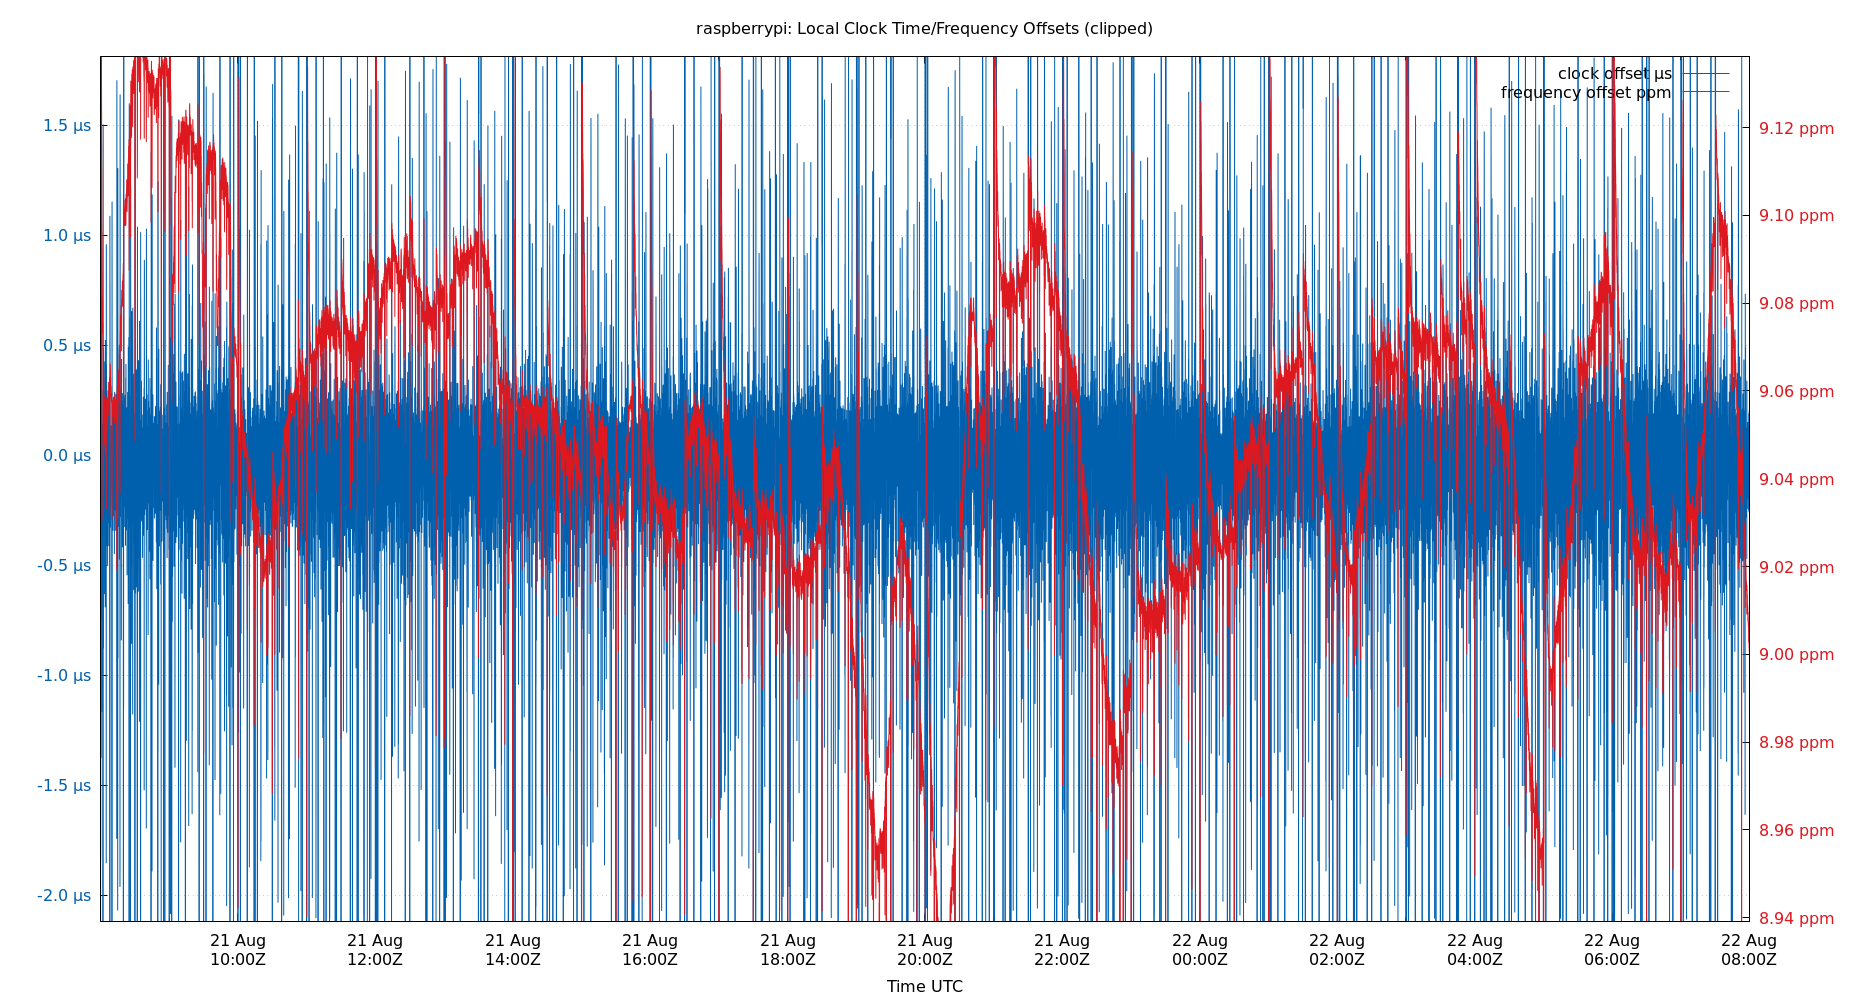 raspberrypi: Local Clock Time/Frequency Offsets (clipped)
clock offset µs
frequency offset ppm
1.5 µs
1.0 µs
0.5 µs
0.0 µs
-0.5 µs
-1.0 µs
-1.5 µs
-2.0 µs
9.12 ppm
9.10 ppm
9.08 ppm
9.06 ppm
9.04 ppm
9.02 ppm
9.00 ppm
8.98 ppm
8.96 ppm
8.94 ppm
21 Aug 21 Aug 21 Aug 21 Aug 21 Aug 21 Aug 21 Aug 22 Aug 22 Aug 22 Aug 22 Aug 22 Aug
10:00Z 12:00Z 14:00Z 16:00Z 18:00Z 20:00Z 22:00Z 00:00Z 02:00Z 04:00Z 06:00Z 08:00Z
Time UTC